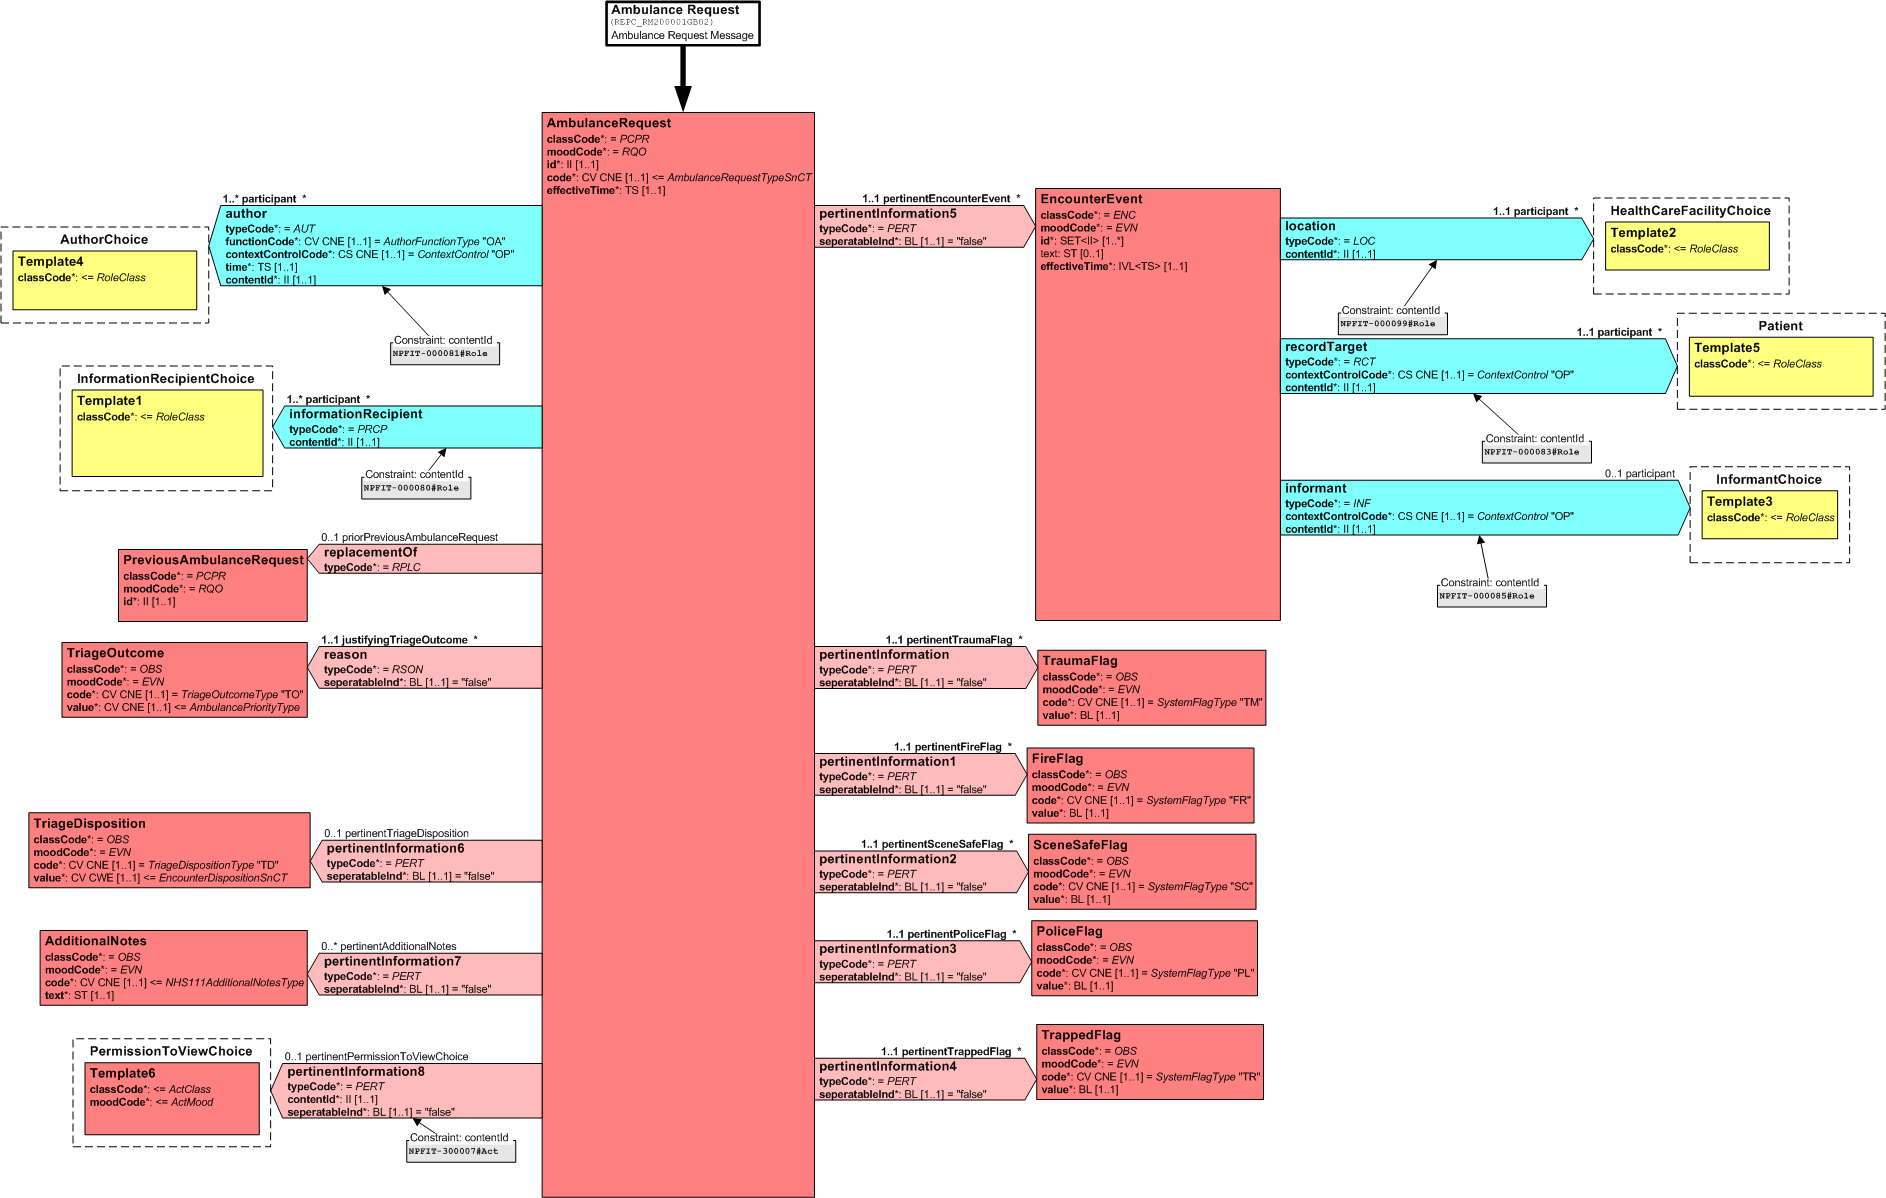 Ambulance Request
(REPC_RM200001GB02)
Ambulance Request Message
AmbulanceRequest
classCode*: = PCPR
moodCode*: = RQO
id*: II [1..1]
code*: CV CNE [1..1] <= AmbulanceRequestTypeSnCT
effectiveTime*: TS [1..1]
1..* participant *
author
typeCode*: = AUT
functionCode*: CV CNE [1..1] = AuthorFunctionType "OA"
contextControlCode*: CS CNE [1..1] = ContextControl "OP"
time*: TS [1..1]
contentId*: II [1..1]
AuthorChoice
Template4
classCode*: <= RoleClass
Constraint: contentId
NPFIT-000081#Role
InformationRecipientChoice
Template1
classCode*: <= RoleClass
1..* participant *
informationRecipient
typeCode*: = PRCP
contentId*: II [1..1]
Constraint: contentId
NPFIT-000080#Role
0..1 priorPreviousAmbulanceRequest
replacementOf
typeCode*: = RPLC
PreviousAmbulanceRequest
classCode*: = PCPR
moodCode*: = RQO
id*: II [1..1]
1..1 justifyingTriageOutcome *
reason
typeCode*: = RSON
seperatableInd*: BL [1..1] = "false"
TriageOutcome
classCode*: = OBS
moodCode*: = EVN
code*: CV CNE [1..1] = TriageOutcomeType "TO"
value*: CV CNE [1..1] <= AmbulancePriorityType
0..1 pertinentTriageDisposition
pertinentInformation6
typeCode*: = PERT
seperatableInd*: BL [1..1] = "false"
TriageDisposition
classCode*: = OBS
moodCode*: = EVN
code*: CV CNE [1..1] = TriageDispositionType "TD"
value*: CV CWE [1..1] <= EncounterDispositionSnCT
0..* pertinentAdditionalNotes
pertinentInformation7
typeCode*: = PERT
seperatableInd*: BL [1..1] = "false"
AdditionalNotes
classCode*: = OBS
moodCode*: = EVN
code*: CV CNE [1..1] <= NHS111AdditionalNotesType
text*: ST [1..1]
0..1 pertinentPermissionToViewChoice
pertinentInformation8
typeCode*: = PERT
contentId*: II [1..1]
seperatableInd*: BL [1..1] = "false"
PermissionToViewChoice
Template6
classCode*: <= ActClass
moodCode*: <= ActMood
Constraint: contentId
NPFIT-300007#Act
1..1 pertinentEncounterEvent *
pertinentInformation5
typeCode*: = PERT
seperatableInd*: BL [1..1] = "false"
EncounterEvent
classCode*: = ENC
moodCode*: = EVN
id*: SET<II> [1..*]
text: ST [0..1]
effectiveTime*: IVL<TS> [1..1]
1..1 participant *
location
typeCode*: = LOC
contentId*: II [1..1]
HealthCareFacilityChoice
Template2
classCode*: <= RoleClass
Constraint: contentId
NPFIT-000099#Role
1..1 participant *
recordTarget
typeCode*: = RCT
contextControlCode*: CS CNE [1..1] = ContextControl "OP"
contentId*: II [1..1]
Patient
Template5
classCode*: <= RoleClass
Constraint: contentId
NPFIT-000083#Role
0..1 participant
informant
typeCode*: = INF
contextControlCode*: CS CNE [1..1] = ContextControl "OP"
contentId*: II [1..1]
InformantChoice
Template3
classCode*: <= RoleClass
Constraint: contentId
NPFIT-000085#Role
1..1 pertinentTraumaFlag *
pertinentInformation
typeCode*: = PERT
seperatableInd*: BL [1..1] = "false"
TraumaFlag
classCode*: = OBS
moodCode*: = EVN
code*: CV CNE [1..1] = SystemFlagType "TM"
value*: BL [1..1]
1..1 pertinentFireFlag *
pertinentInformation1
typeCode*: = PERT
seperatableInd*: BL [1..1] = "false"
FireFlag
classCode*: = OBS
moodCode*: = EVN
code*: CV CNE [1..1] = SystemFlagType "FR"
value*: BL [1..1]
1..1 pertinentSceneSafeFlag *
pertinentInformation2
typeCode*: = PERT
seperatableInd*: BL [1..1] = "false"
SceneSafeFlag
classCode*: = OBS
moodCode*: = EVN
code*: CV CNE [1..1] = SystemFlagType "SC"
value*: BL [1..1]
1..1 pertinentPoliceFlag *
pertinentInformation3
typeCode*: = PERT
seperatableInd*: BL [1..1] = "false"
PoliceFlag
classCode*: = OBS
moodCode*: = EVN
code*: CV CNE [1..1] = SystemFlagType "PL"
value*: BL [1..1]
1..1 pertinentTrappedFlag *
pertinentInformation4
typeCode*: = PERT
seperatableInd*: BL [1..1] = "false"
TrappedFlag
classCode*: = OBS
moodCode*: = EVN
code*: CV CNE [1..1] = SystemFlagType "TR"
value*: BL [1..1]